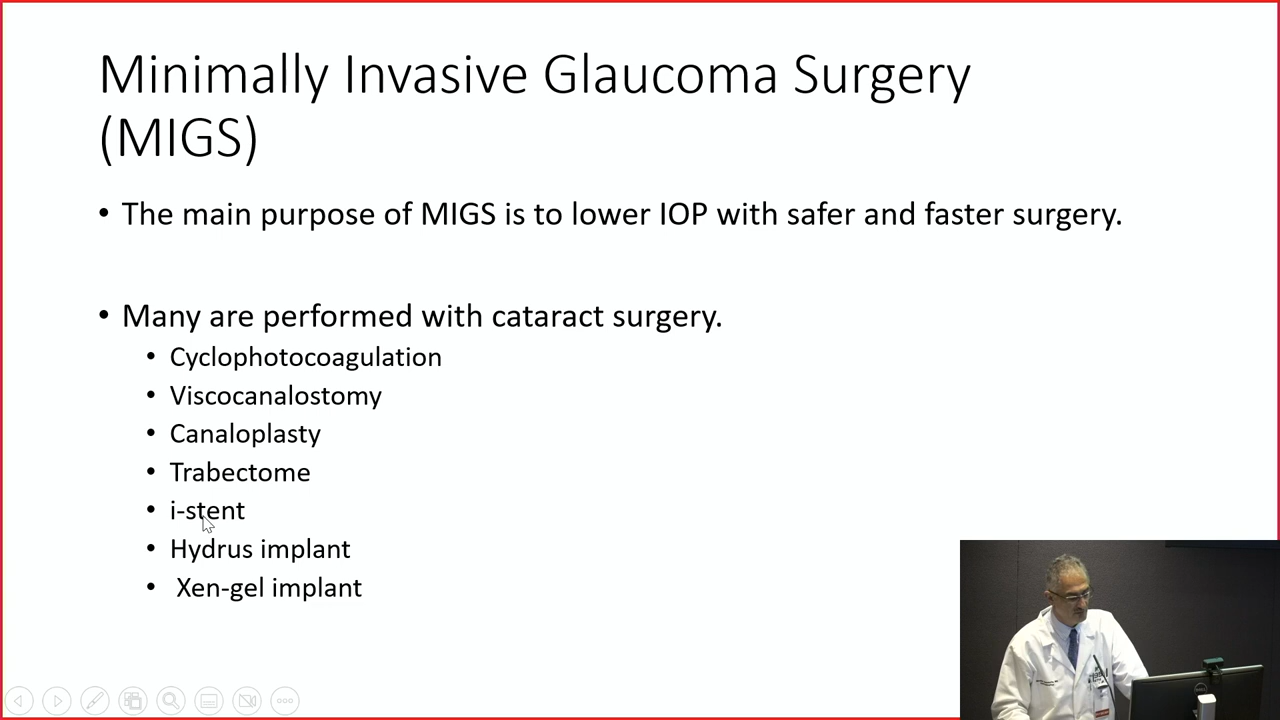 Minimally Invasive Glaucoma Surgery
(MIGS)
• The main purpose of MIGS is to lower IOP with safer and faster surgery.
• Many are performed with cataract surgery.
• Cyclophotocoagulation
• Viscocanalostomy
• Canaloplasty
• Trabectome
• i-stent
• Hydrus implant
• Xen-gel implant